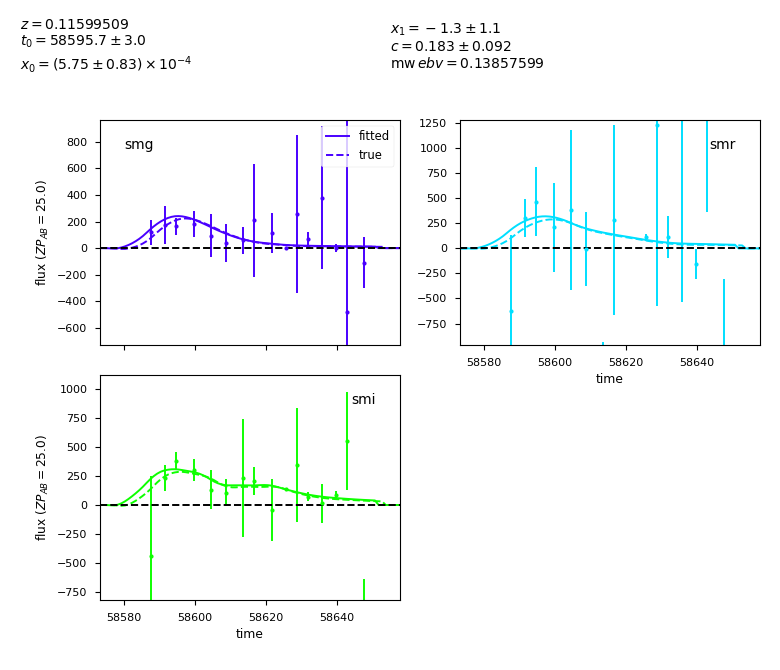 z = 0.11599509
t₀ = 58595.7 ± 3.0
x₀ = (5.75 ± 0.83) × 10⁻⁴
x₁ = −1.3 ± 1.1
c = 0.183 ± 0.092
mw ebv = 0.13857599
smg
fitted
true
800
600
400
200
0
−200
−400
−600
flux (ZP_AB = 25.0)
smr
1250
1000
750
500
250
0
−250
−500
−750
58580 58600 58620 58640
time
smi
1000
750
500
250
0
−250
−500
−750
flux (ZP_AB = 25.0)
58580 58600 58620 58640
time